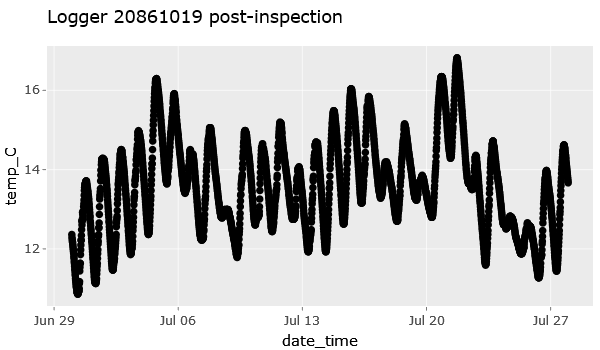 Logger 20861019 post-inspection
16
14
12
temp_C
Jun 29
Jul 06
Jul 13
Jul 20
Jul 27
date_time